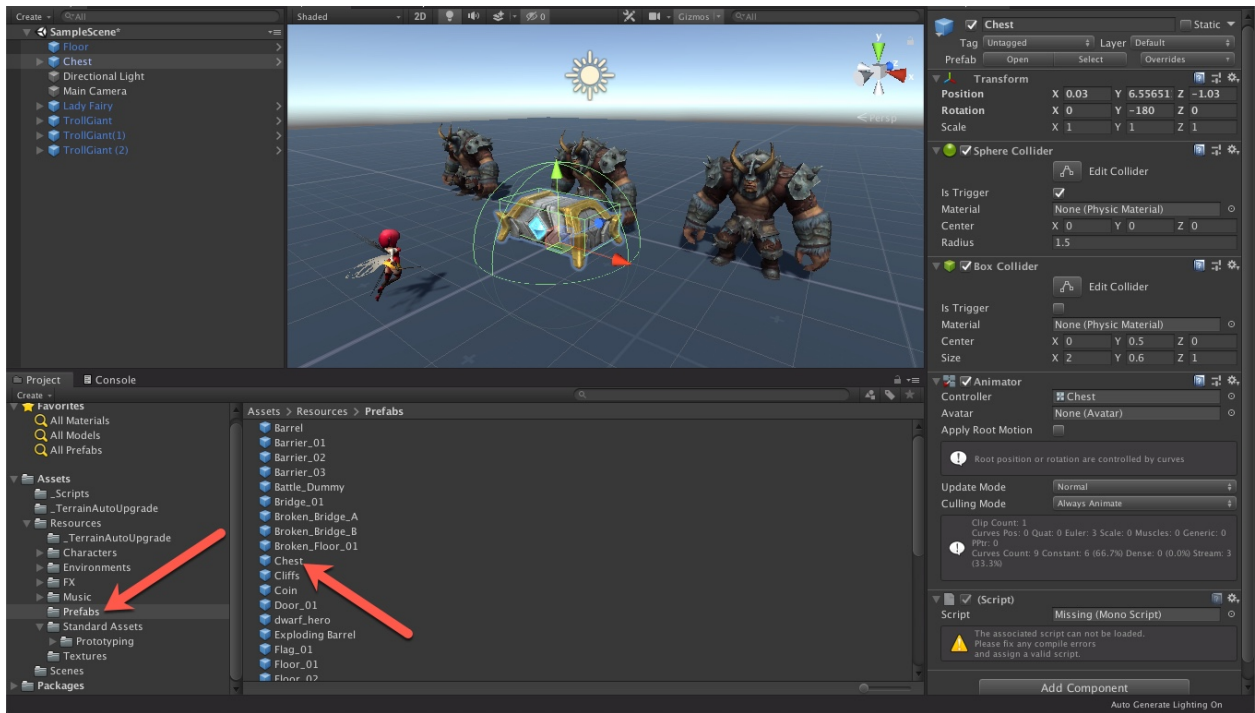 Create
All
SampleScene*
Floor
Chest
Directional Light
Main Camera
Lady Fairy
TrollGiant
TrollGiant(1)
TrollGiant (2)
Shaded
2D
0
Gizmos
All
y
x
z
Persp
Chest
Static
Tag Untagged Layer Default
Prefab Open Select Overrides
Transform
Position X 0.03 Y 6.55651 Z -1.03
Rotation X 0 Y -180 Z 0
Scale X 1 Y 1 Z 1
Sphere Collider
Edit Collider
Is Trigger
Material None (Physic Material)
Center X 0 Y 0 Z 0
Radius 1.5
Box Collider
Edit Collider
Is Trigger
Material None (Physic Material)
Center X 0 Y 0.5 Z 0
Size X 2 Y 0.6 Z 1
Animator
Controller Chest
Avatar None (Avatar)
Apply Root Motion
Root position or rotation are controlled by curves
Update Mode Normal
Culling Mode Always Animate
Clip Count: 1
Curves Pos: 0 Quat: 0 Euler: 3 Scale: 0 Muscles: 0 Generic: 0
PPtr: 0
Curves Count: 9 Constant: 6 (66.7%) Dense: 0 (0.0%) Stream: 3
(33.3%)
(Script)
Script Missing (Mono Script)
The associated script can not be loaded.
Please fix any compile errors
and assign a valid script.
Add Component
Auto Generate Lighting On
Project Console
Create
Favorites
All Materials
All Models
All Prefabs
Assets
_Scripts
_TerrainAutoUpgrade
Resources
_TerrainAutoUpgrade
Characters
Environments
FX
Music
Prefabs
Standard Assets
Prototyping
Textures
Scenes
Packages
Assets > Resources > Prefabs
Barrel
Barrier_01
Barrier_02
Barrier_03
Battle_Dummy
Bridge_01
Broken_Bridge_A
Broken_Bridge_B
Broken_Floor_01
Chest
Cliffs
Coin
Door_01
dwarf_hero
Exploding Barrel
Flag_01
Floor_01
Floor_02